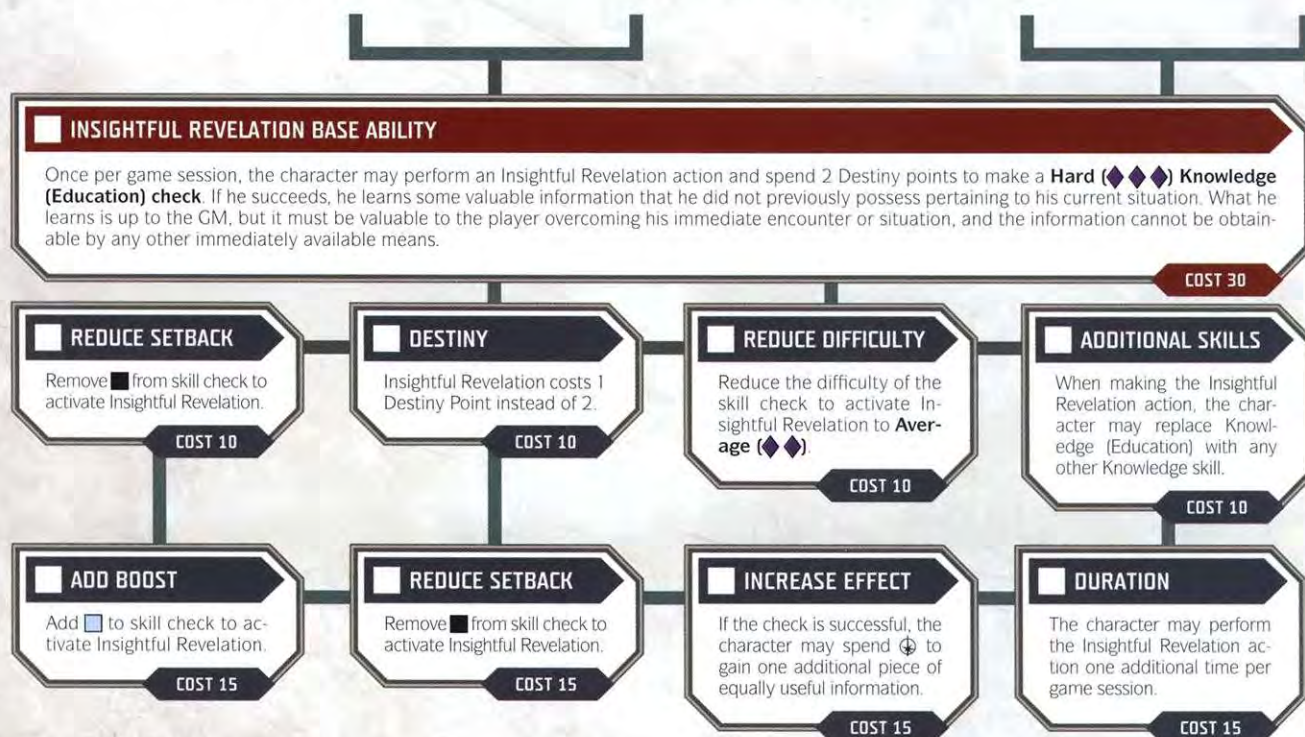 INSIGHTFUL REVELATION BASE ABILITY
Once per game session, the character may perform an Insightful Revelation action and spend 2 Destiny points to make a Hard (◆◆◆) Knowledge
(Education) check. If he succeeds, he learns some valuable information that he did not previously possess pertaining to his current situation. What he
learns is up to the GM, but it must be valuable to the player overcoming his immediate encounter or situation, and the information cannot be obtain-
able by any other immediately available means.
COST 30
REDUCE SETBACK
Remove ■ from skill check to
activate Insightful Revelation.
COST 10
DESTINY
Insightful Revelation costs 1
Destiny Point instead of 2.
COST 10
REDUCE DIFFICULTY
Reduce the difficulty of the
skill check to activate In-
sightful Revelation to Aver-
age (◆◆).
COST 10
ADDITIONAL SKILLS
When making the Insightful
Revelation action, the char-
acter may replace Knowl-
edge (Education) with any
other Knowledge skill.
COST 10
ADD BOOST
Add □ to skill check to ac-
tivate Insightful Revelation.
COST 15
REDUCE SETBACK
Remove ■ from skill check to
activate Insightful Revelation.
COST 15
INCREASE EFFECT
If the check is successful, the
character may spend to
gain one additional piece of
equally useful information.
COST 15
DURATION
The character may perform
the Insightful Revelation ac-
tion one additional time per
game session.
COST 15